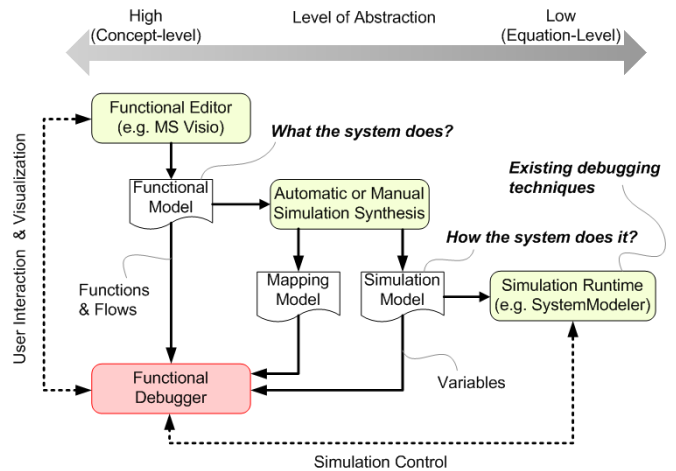 High
(Concept-level)
Level of Abstraction
Low
(Equation-Level)
Functional Editor
(e.g. MS Visio)
What the system does?
Existing debugging
techniques
Functional
Model
Automatic or Manual
Simulation Synthesis
How the system does it?
User Interaction & Visualization
Functions
& Flows
Mapping
Model
Simulation
Model
Simulation Runtime
(e.g. SystemModeler)
Functional
Debugger
Variables
Simulation Control